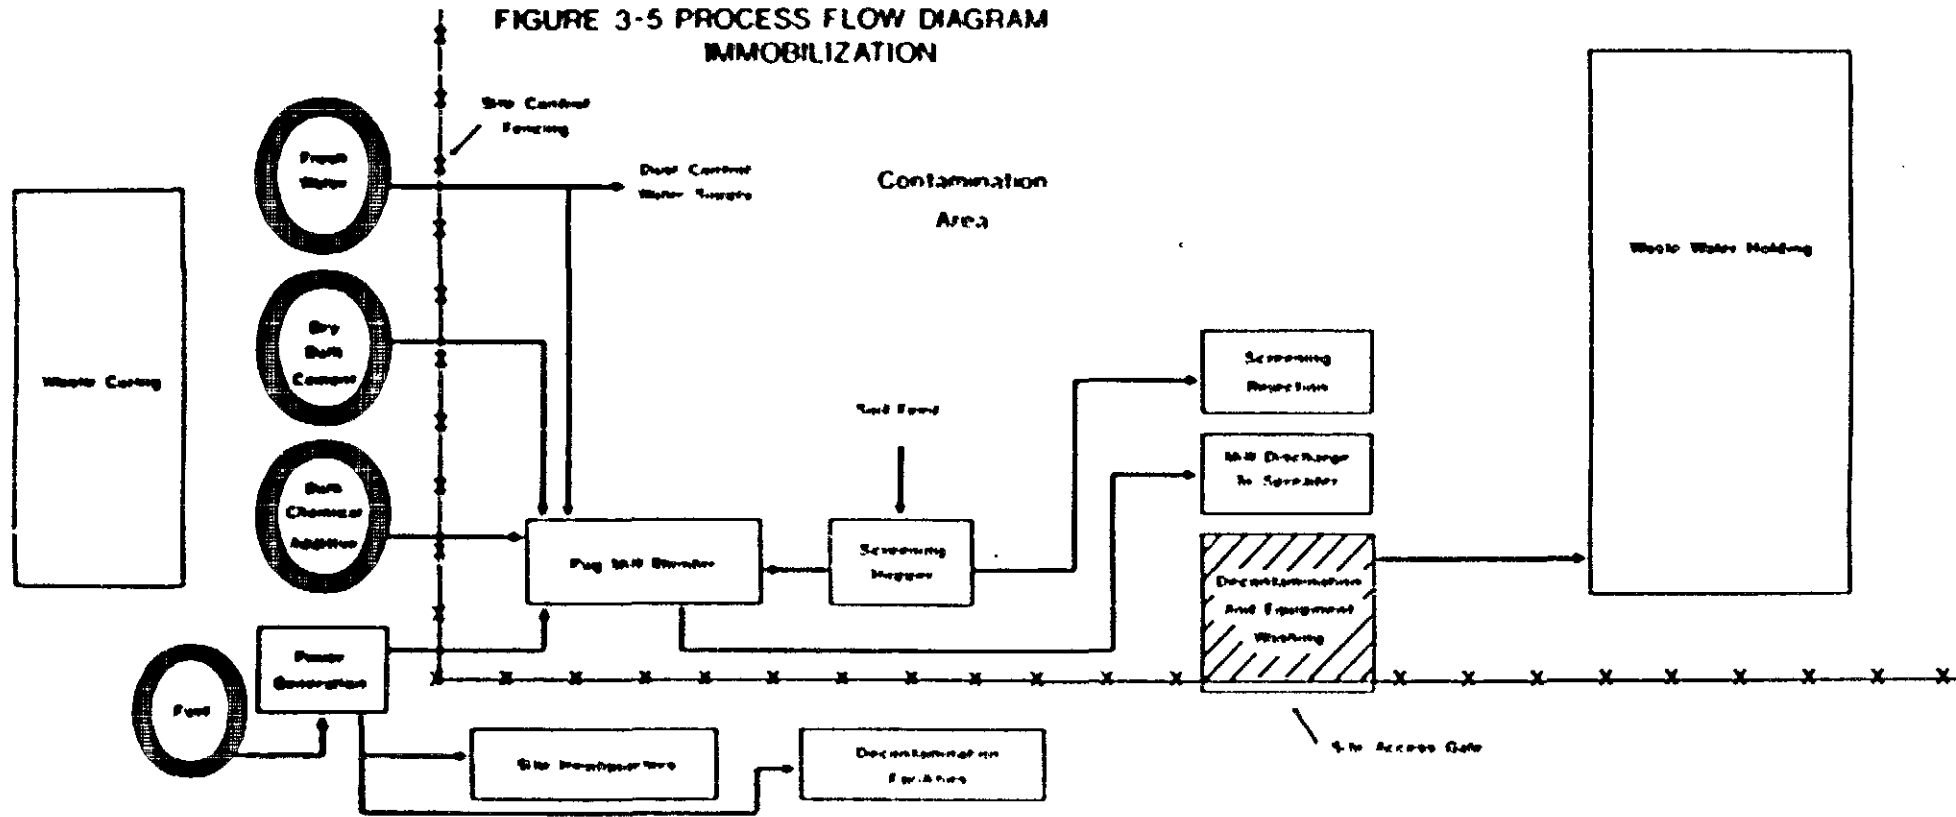 FIGURE 3-5 PROCESS FLOW DIAGRAM
IMMOBILIZATION
Site Control
Fencing
Fresh
Water
Dust Control
Water Supply
Contamination
Area
Waste Water Holding
Dry
Bulk
Cement
Waste Curing
Screening
Rejection
Soil Feed
Mill Discharge
To Spreader
Bulk
Chemical
Additive
Pug Mill Blender
Screening
Hopper
Decontamination
And Equipment
Washing
Power
Generation
Fuel
Site Headquarters
Decontamination
Facilities
Site Access Gate